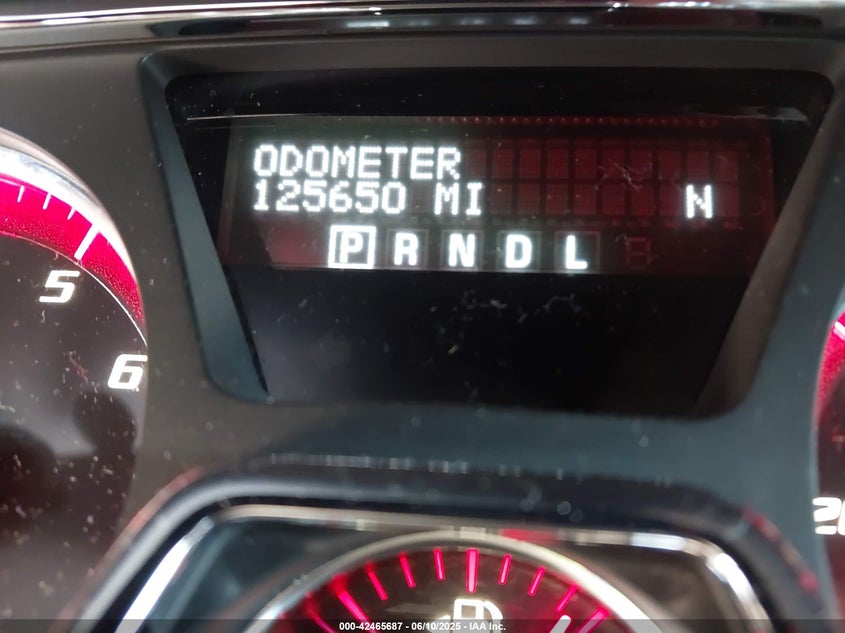 ODOMETER
125650 MI N
P R N D L
5
6
000-42465687 - 06/10/2025 - IAA Inc.